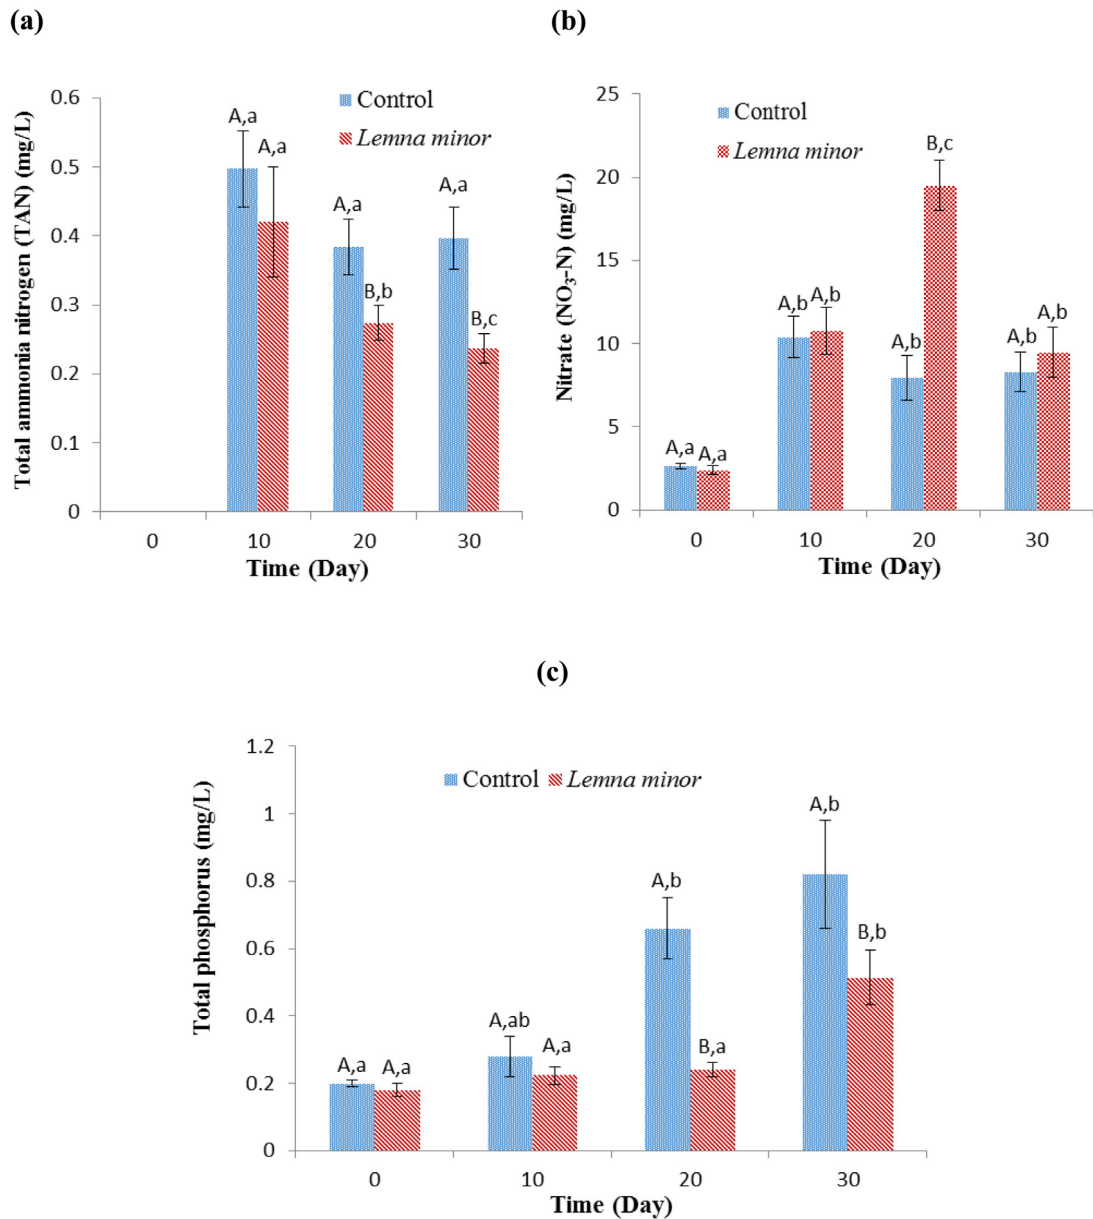 (a)
Total ammonia nitrogen (TAN) (mg/L)
0.6
0.5
0.4
0.3
0.2
0.1
0
Control
Lemna minor
A,a
A,a
A,a
B,b
A,a
B,c
0 10 20 30
Time (Day)
(b)
Nitrate (NO3-N) (mg/L)
25
20
15
10
5
0
Control
Lemna minor
A,a
A,a
A,b
A,b
A,b
B,c
A,b
A,b
0 10 20 30
Time (Day)
(c)
Total phosphorus (mg/L)
1.2
1
0.8
0.6
0.4
0.2
0
Control Lemna minor
A,a
A,a
A,ab
A,a
A,b
B,a
A,b
B,b
0 10 20 30
Time (Day)